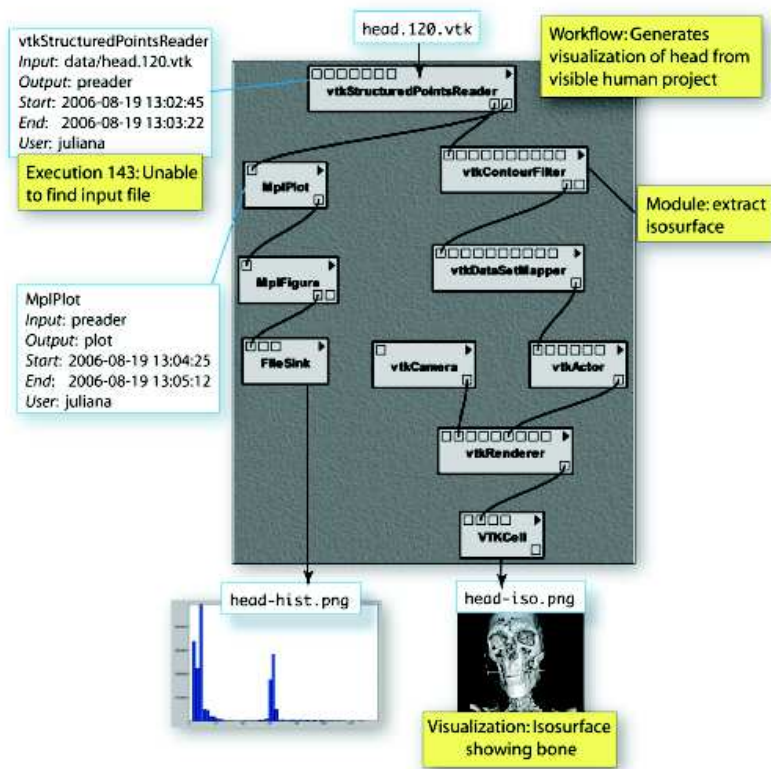 head.120.vtk
vtkStructuredPointsReader
Input: data/head.120.vtk
Output: preader
Start: 2006-08-19 13:02:45
End: 2006-08-19 13:03:22
User: juliana
Workflow: Generates
visualization of head from
visible human project
vtkStructuredPointsReader
Execution 143: Unable
to find input file
MplPlot
vtkContourFilter
Module: extract
isosurface
MplFigure
vtkDataSetMapper
MplPlot
Input: preader
Output: plot
Start: 2006-08-19 13:04:25
End: 2006-08-19 13:05:12
User: juliana
FileSink
vtkCamera
vtkActor
vtkRenderer
VTKCell
head-hist.png
head-iso.png
Visualization: Isosurface
showing bone